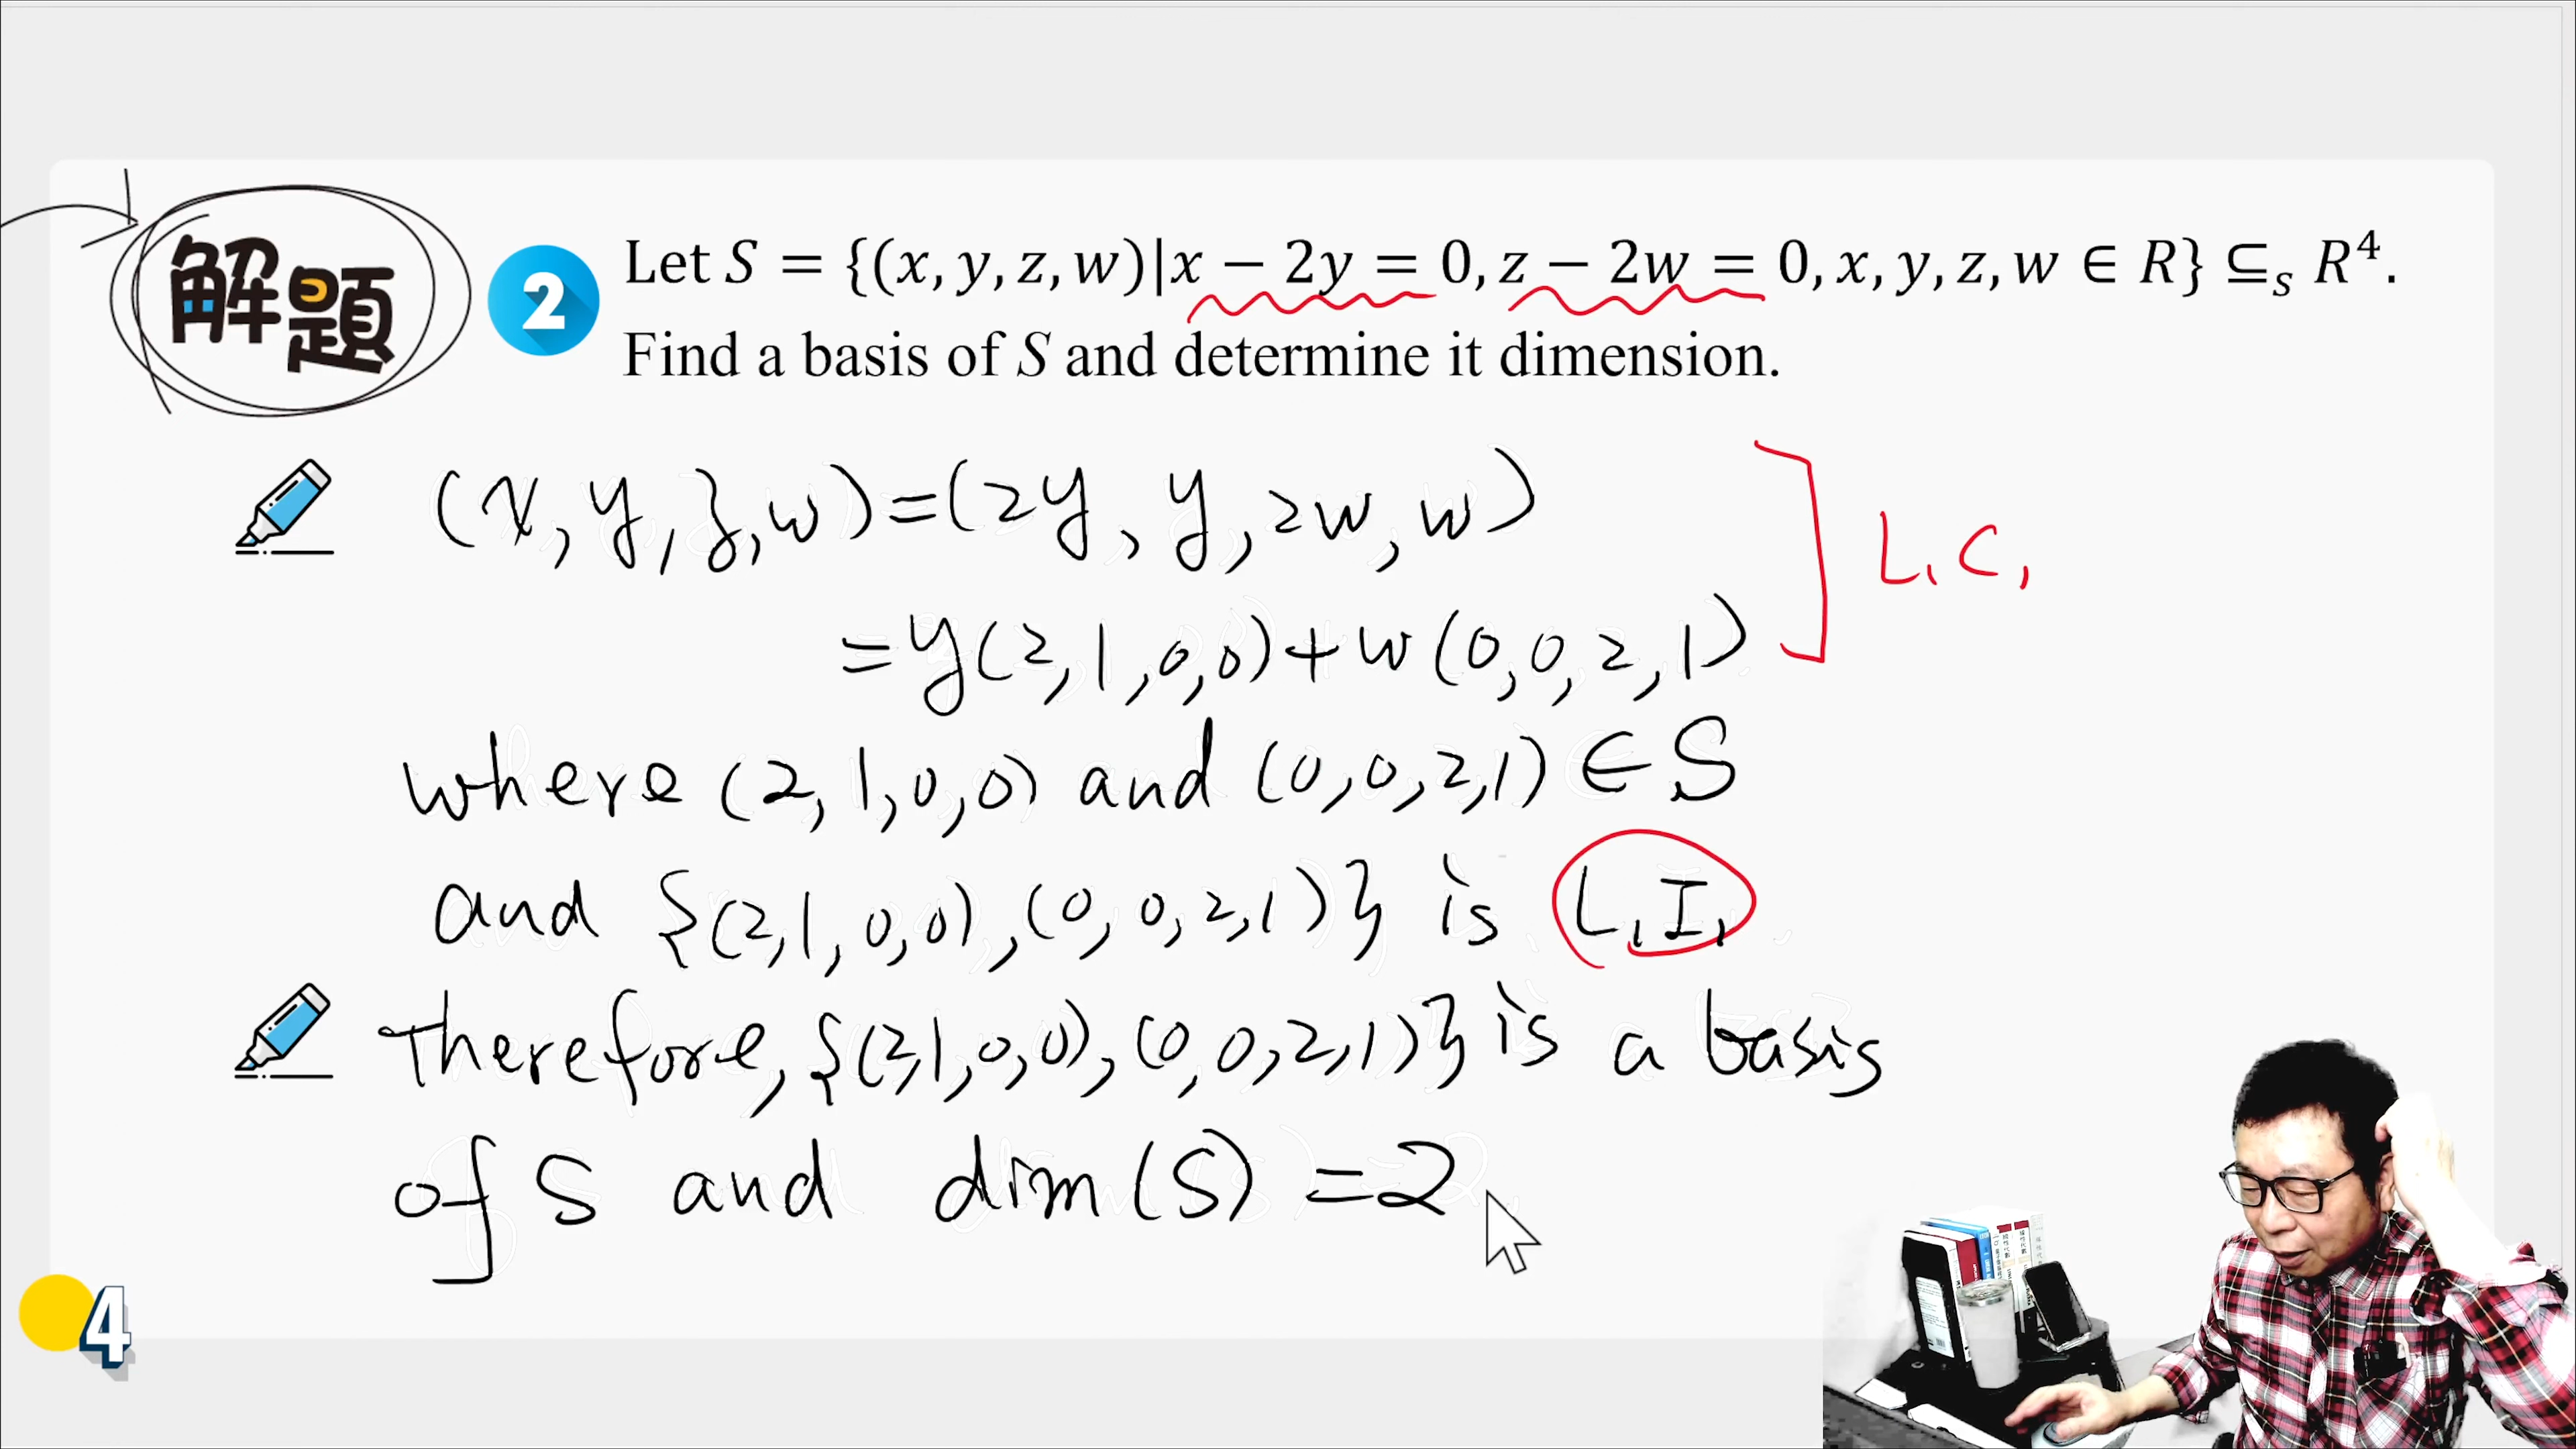 解題
2 Let S = {(x, y, z, w)|x − 2y = 0, z − 2w = 0, x, y, z, w ∈ R} ⊆ₛ R⁴.
Find a basis of S and determine it dimension.
(x, y, z, w) = (2y, y, 2w, w)
= y(2, 1, 0, 0) + w(0, 0, 2, 1)
L. C.
where (2, 1, 0, 0) and (0, 0, 2, 1) ∈ S
and {(2, 1, 0, 0), (0, 0, 2, 1)} is L. I.
Therefore, {(2, 1, 0, 0), (0, 0, 2, 1)} is a basis
of S and dim(S) = 2
4